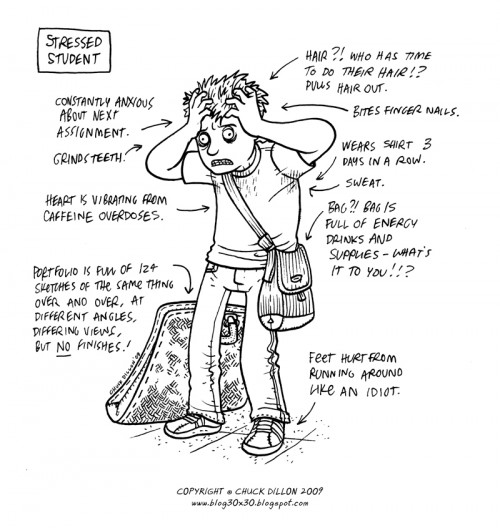 STRESSED
STUDENT
HAIR?!! WHO HAS TIME
TO DO THEIR HAIR!?
PULLS HAIR OUT.
CONSTANTLY ANXIOUS
ABOUT NEXT
ASSIGNMENT.
BITES FINGER NAILS.
GRINDS TEETH.
WEARS SHIRT 3
DAYS IN A ROW.
SWEAT.
HEART IS VIBRATING FROM
CAFFEINE OVERDOSES.
BAG?! BAG IS
FULL OF ENERGY
DRINKS AND
SUPPLIES - WHAT'S
IT TO YOU!!?
PORTFOLIO IS FULL OF 124
SKETCHES OF THE SAME THING
OVER AND OVER, AT
DIFFERENT ANGLES,
DIFFERING VIEWS,
BUT NO FINISHES!
FEET HURT FROM
RUNNING AROUND
LIKE AN IDIOT.
COPYRIGHT @ CHUCK DILLON 2009
www.blog30x30.blogspot.com